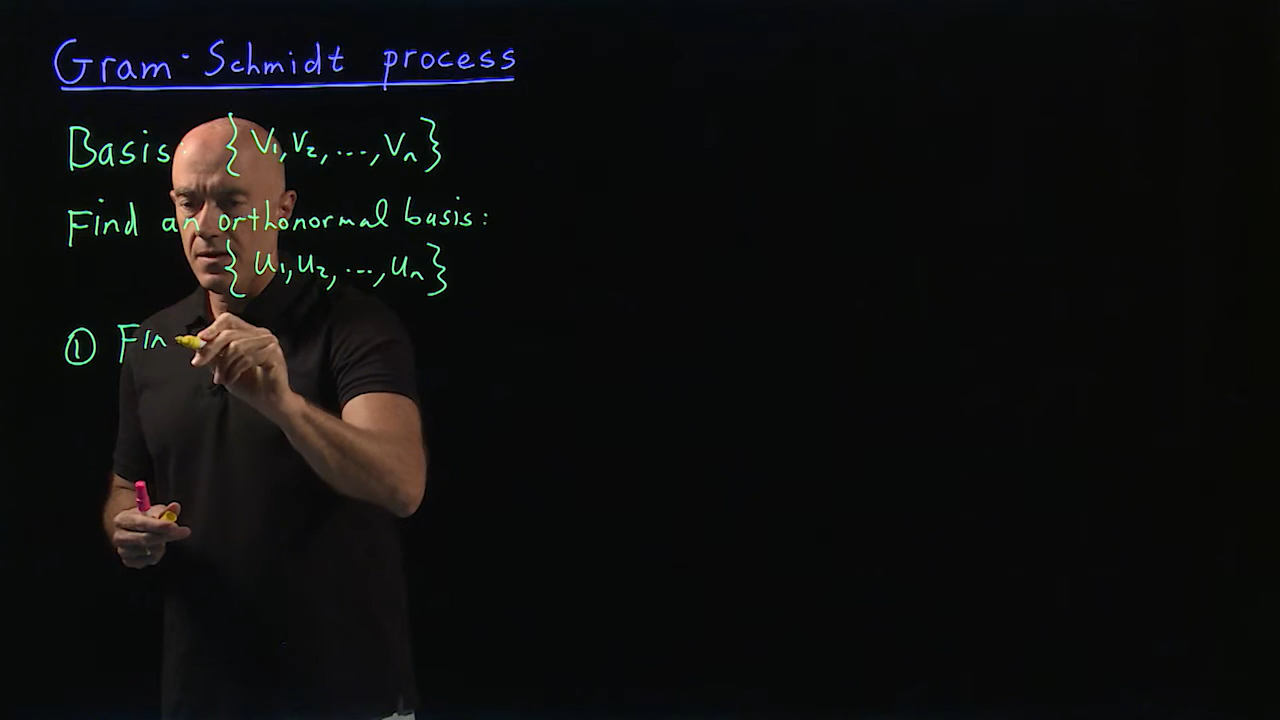 Gram-Schmidt process
Basis {v₁, v₂, ..., vₙ}
Find an orthonormal basis:
{u₁, u₂, ..., uₙ}
① Fin